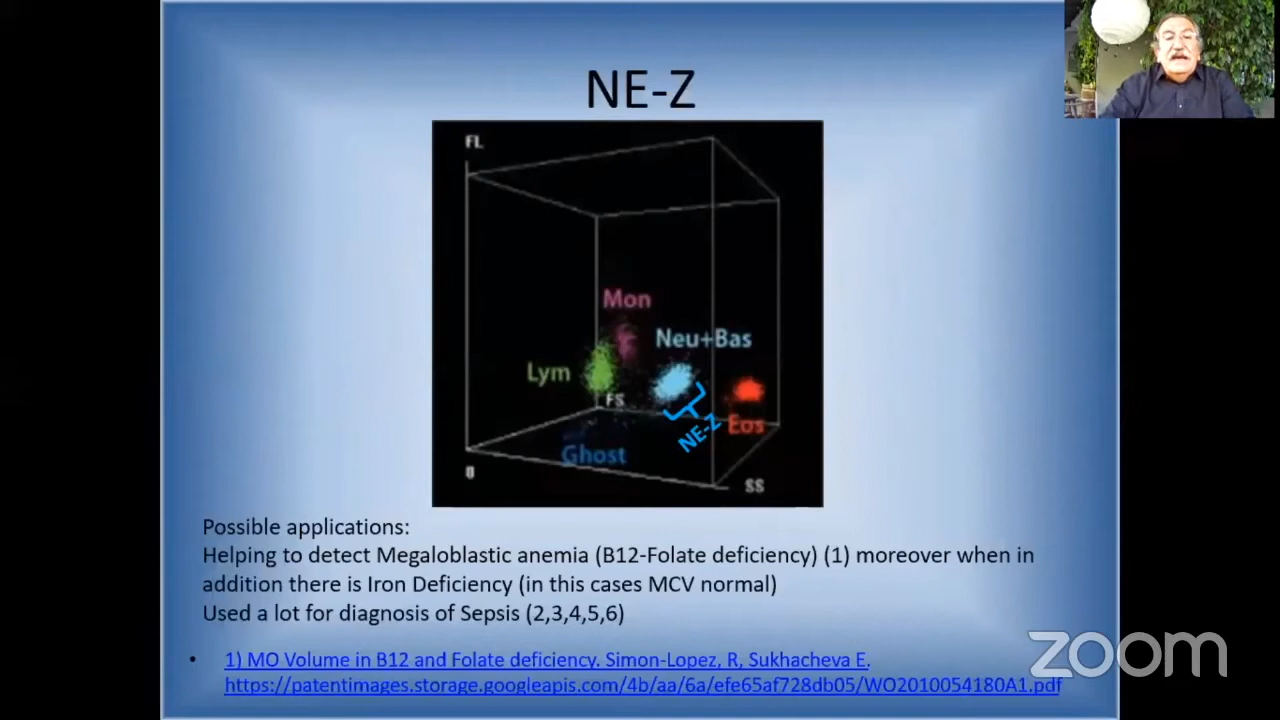 NE-Z
FL
Mon
Neu+Bas
Lym
FS
NE-Z
Eos
Ghost
0
SS
Possible applications:
Helping to detect Megaloblastic anemia (B12-Folate deficiency) (1) moreover when in
addition there is Iron Deficiency (in this cases MCV normal)
Used a lot for diagnosis of Sepsis (2,3,4,5,6)
• 1) MO Volume in B12 and Folate deficiency. Simon-Lopez, R, Sukhacheva E.
https://patentimages.storage.googleapis.com/4b/aa/6a/efe65af728db05/WO2010054180A1.pdf
zoom